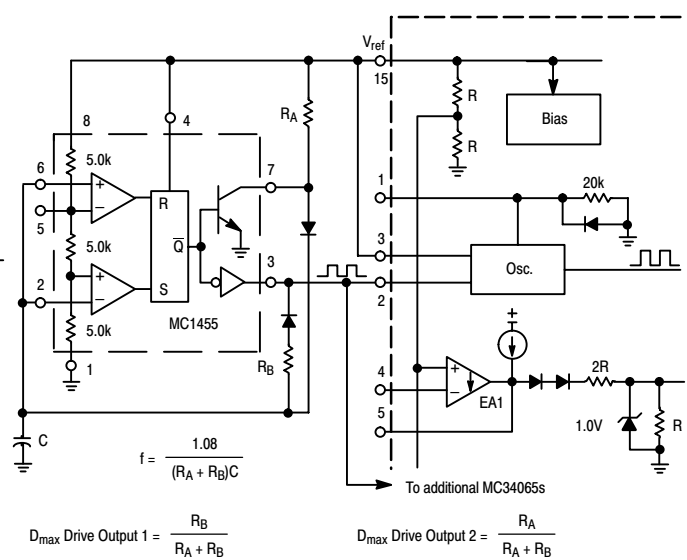 V_ref
15
R_A
R
R
Bias
8
4
6
5.0k
7
+
−
R
5
1
20k
5.0k
Q̅
3
Osc.
2
+
−
S
3
2
5.0k
MC1455
1
R_B
+
4
+
−
EA1
2R
5
1.0V
R
C
f = 1.08 / (R_A + R_B)C
To additional MC34065s
D_max Drive Output 1 = R_B / R_A + R_B
D_max Drive Output 2 = R_A / R_A + R_B